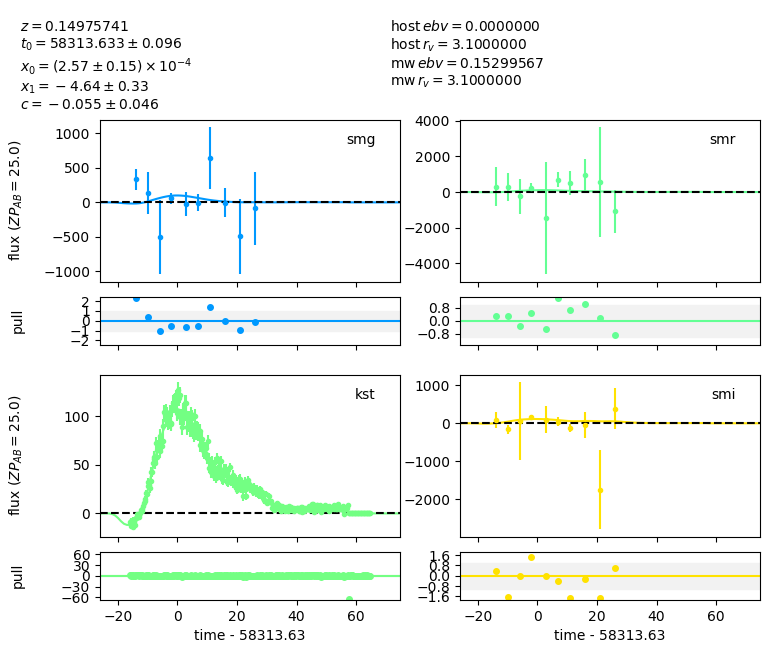 z = 0.14975741
t₀ = 58313.633 ± 0.096
x₀ = (2.57 ± 0.15) × 10⁻⁴
x₁ = −4.64 ± 0.33
c = −0.055 ± 0.046
host ebv = 0.0000000
host r_v = 3.1000000
mw ebv = 0.15299567
mw r_v = 3.1000000
flux (ZP_AB = 25.0)
1000
500
0
−500
−1000
smg
4000
2000
0
−2000
−4000
smr
pull
2
1
0
−1
−2
0.8
0.0
−0.8
flux (ZP_AB = 25.0)
100
50
0
kst
1000
0
−1000
−2000
smi
pull
60
30
0
−30
−60
1.6
0.8
0.0
−0.8
−1.6
−20 0 20 40 60
−20 0 20 40 60
time - 58313.63
time - 58313.63